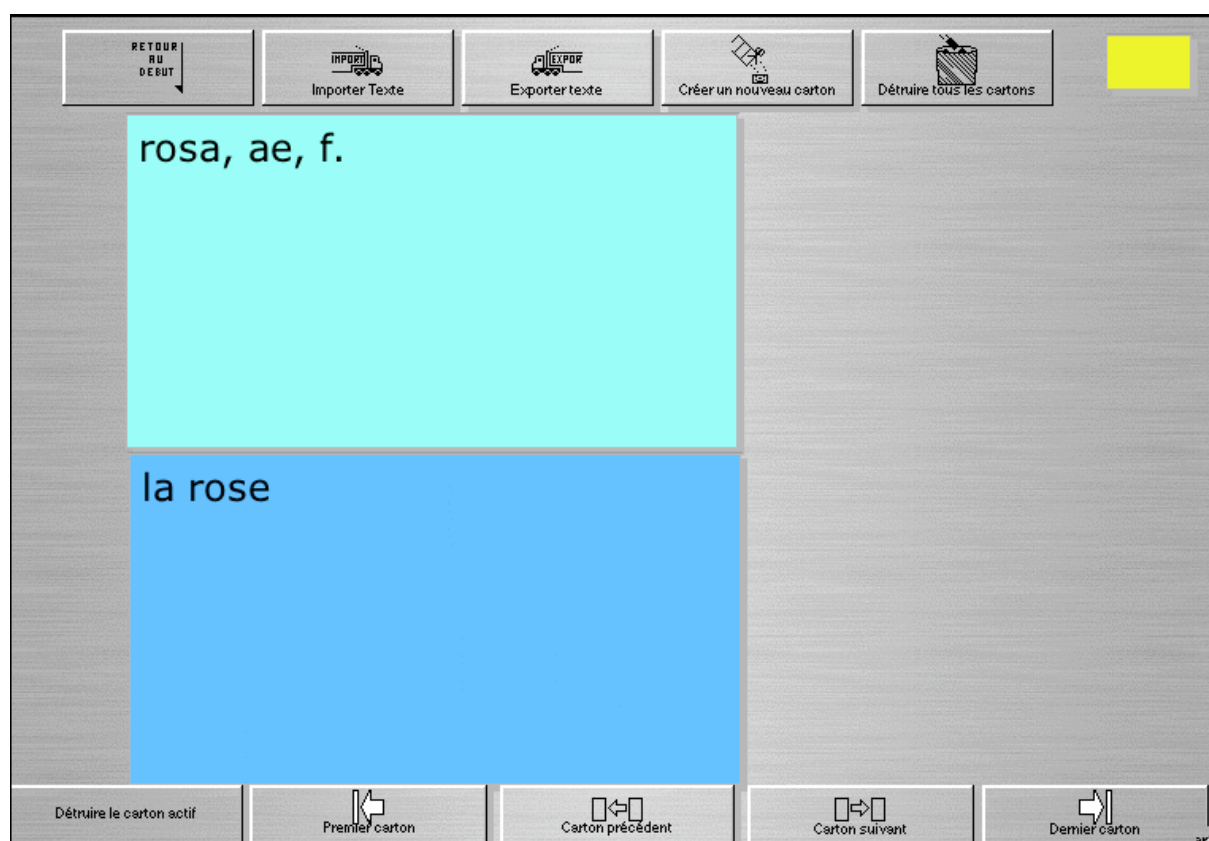 RETOUR
AU
DEBUT
IMPORT
Importer Texte
EXPOR
Exporter texte
Créer un nouveau carton
Détruire tous les cartons
rosa, ae, f.
la rose
Détruire le carton actif
Premier carton
Carton précédent
Carton suivant
Dernier carton